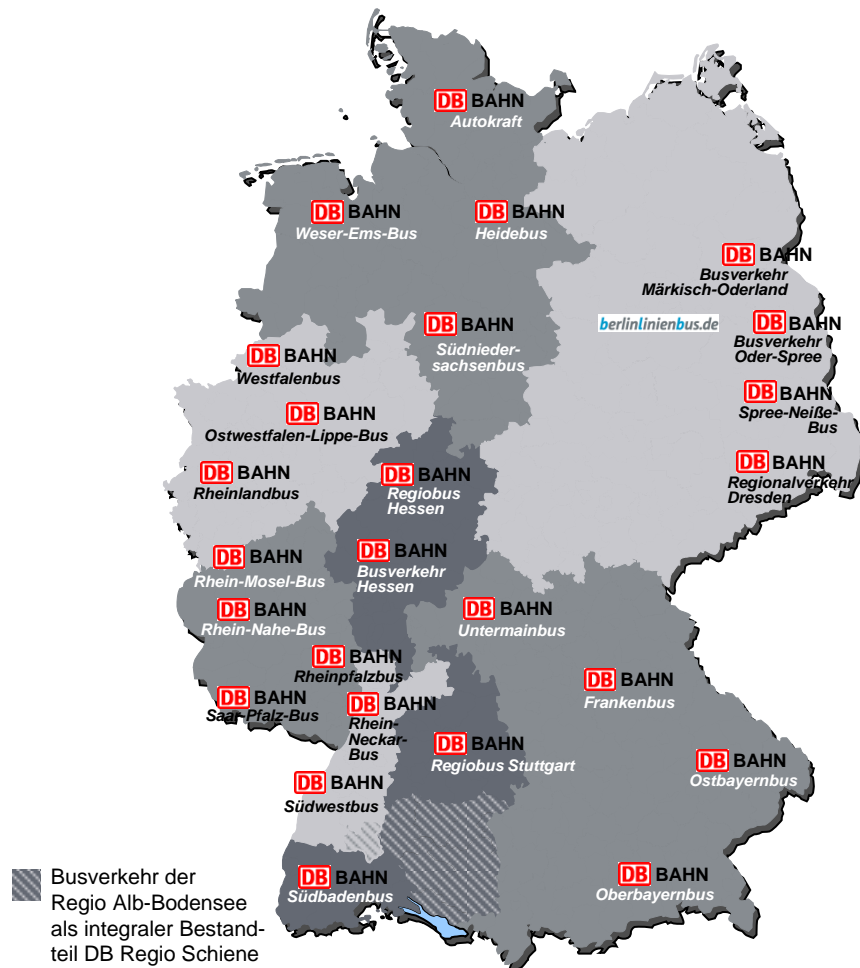 DB BAHN
Autokraft
DB BAHN
Weser-Ems-Bus
DB BAHN
Heidebus
DB BAHN
Busverkehr
Märkisch-Oderland
berlinlinienbus.de
DB BAHN
Busverkehr
Oder-Spree
DB BAHN
Südnieder-
sachsenbus
DB BAHN
Westfalenbus
DB BAHN
Spree-Neiße-
Bus
DB BAHN
Ostwestfalen-Lippe-Bus
DB BAHN
Rheinlandbus
DB BAHN
Regiobus
Hessen
DB BAHN
Regionalverkehr
Dresden
DB BAHN
Rhein-Mosel-Bus
DB BAHN
Busverkehr
Hessen
DB BAHN
Rhein-Nahe-Bus
DB BAHN
Untermainbus
DB BAHN
Rheinpfalzbus
DB BAHN
Frankenbus
DB BAHN
Saar-Pfalz-Bus
DB BAHN
Rhein-
Neckar-
Bus
DB BAHN
Regiobus Stuttgart
DB BAHN
Ostbayernbus
DB BAHN
Südwestbus
DB BAHN
Südbadenbus
DB BAHN
Oberbayernbus
Busverkehr der
Regio Alb-Bodensee
als integraler Bestand-
teil DB Regio Schiene